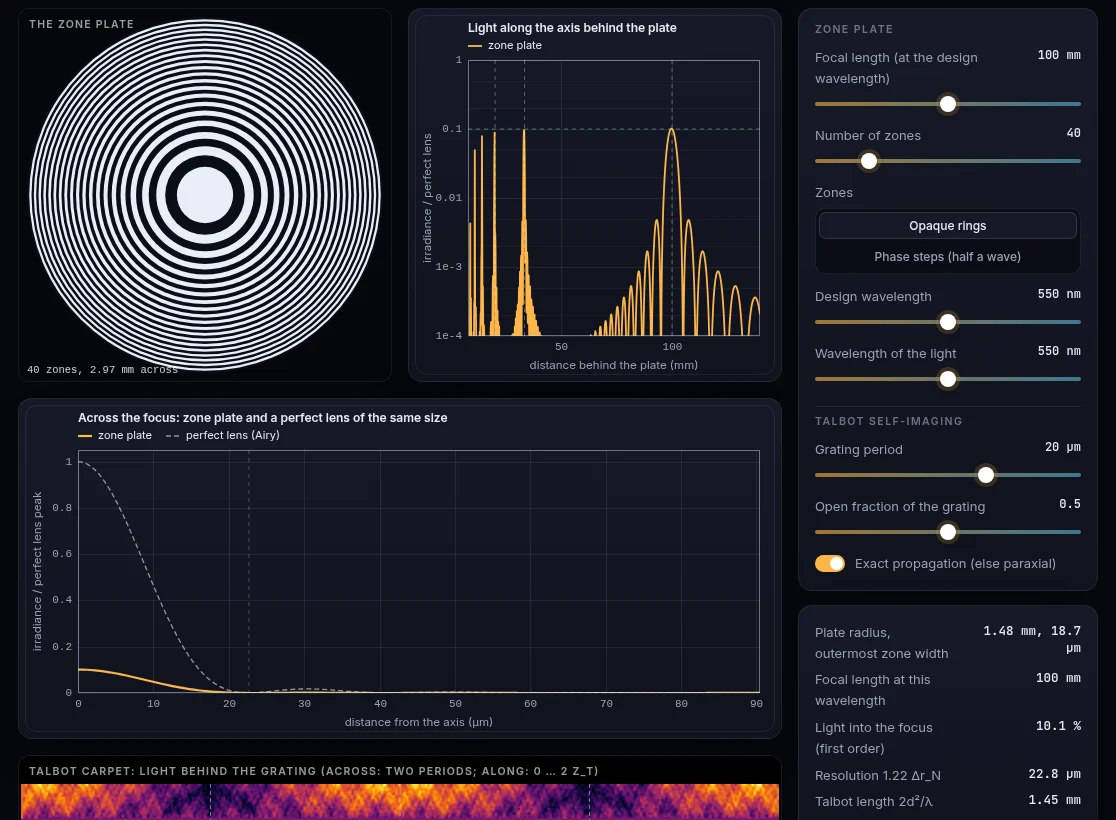 THE ZONE PLATE
40 zones, 2.97 mm across
Light along the axis behind the plate
zone plate
irradiance / perfect lens
1
0.1
0.01
1e-3
1e-4
50
100
distance behind the plate (mm)
Across the focus: zone plate and a perfect lens of the same size
zone plate
perfect lens (Airy)
irradiance / perfect lens peak
1
0.8
0.6
0.4
0.2
0
0
10
20
30
40
50
60
70
80
90
distance from the axis (µm)
TALBOT CARPET: LIGHT BEHIND THE GRATING (ACROSS: TWO PERIODS; ALONG: 0 … 2 Z_T)
ZONE PLATE
Focal length (at the design
wavelength)
100 mm
Number of zones
40
Zones
Opaque rings
Phase steps (half a wave)
Design wavelength
550 nm
Wavelength of the light
550 nm
TALBOT SELF-IMAGING
Grating period
20 µm
Open fraction of the grating
0.5
Exact propagation (else paraxial)
Plate radius,
outermost zone width
1.48 mm, 18.7
µm
Focal length at this
wavelength
100 mm
Light into the focus
(first order)
10.1 %
Resolution 1.22 Δr_N
22.8 µm
Talbot length 2d²/λ
1.45 mm